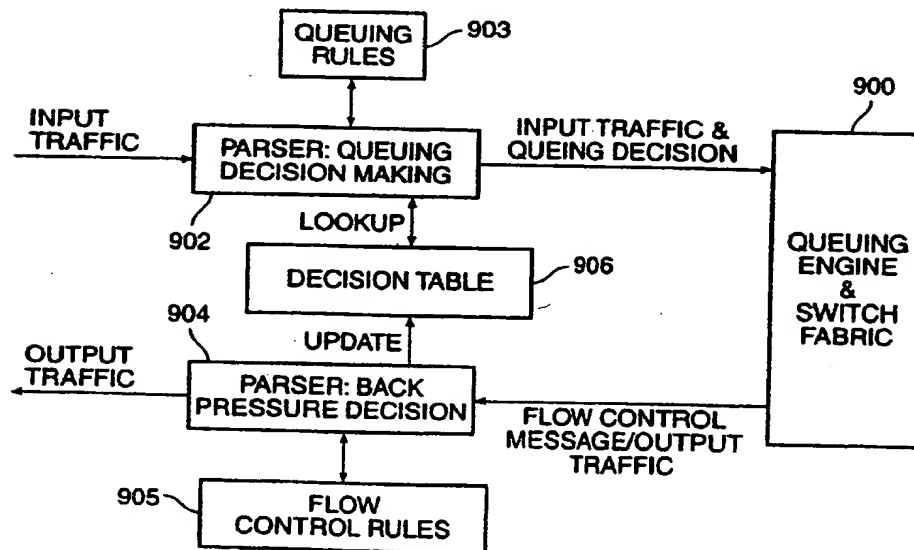 QUEUING
RULES
903
900
INPUT
TRAFFIC
PARSER: QUEUING
DECISION MAKING
INPUT TRAFFIC &
QUEING DECISION
902
LOOKUP
DECISION TABLE
906
QUEUING
ENGINE
&
SWITCH
FABRIC
904
UPDATE
OUTPUT
TRAFFIC
PARSER: BACK
PRESSURE DECISION
FLOW CONTROL
MESSAGE/OUTPUT
TRAFFIC
905
FLOW
CONTROL RULES